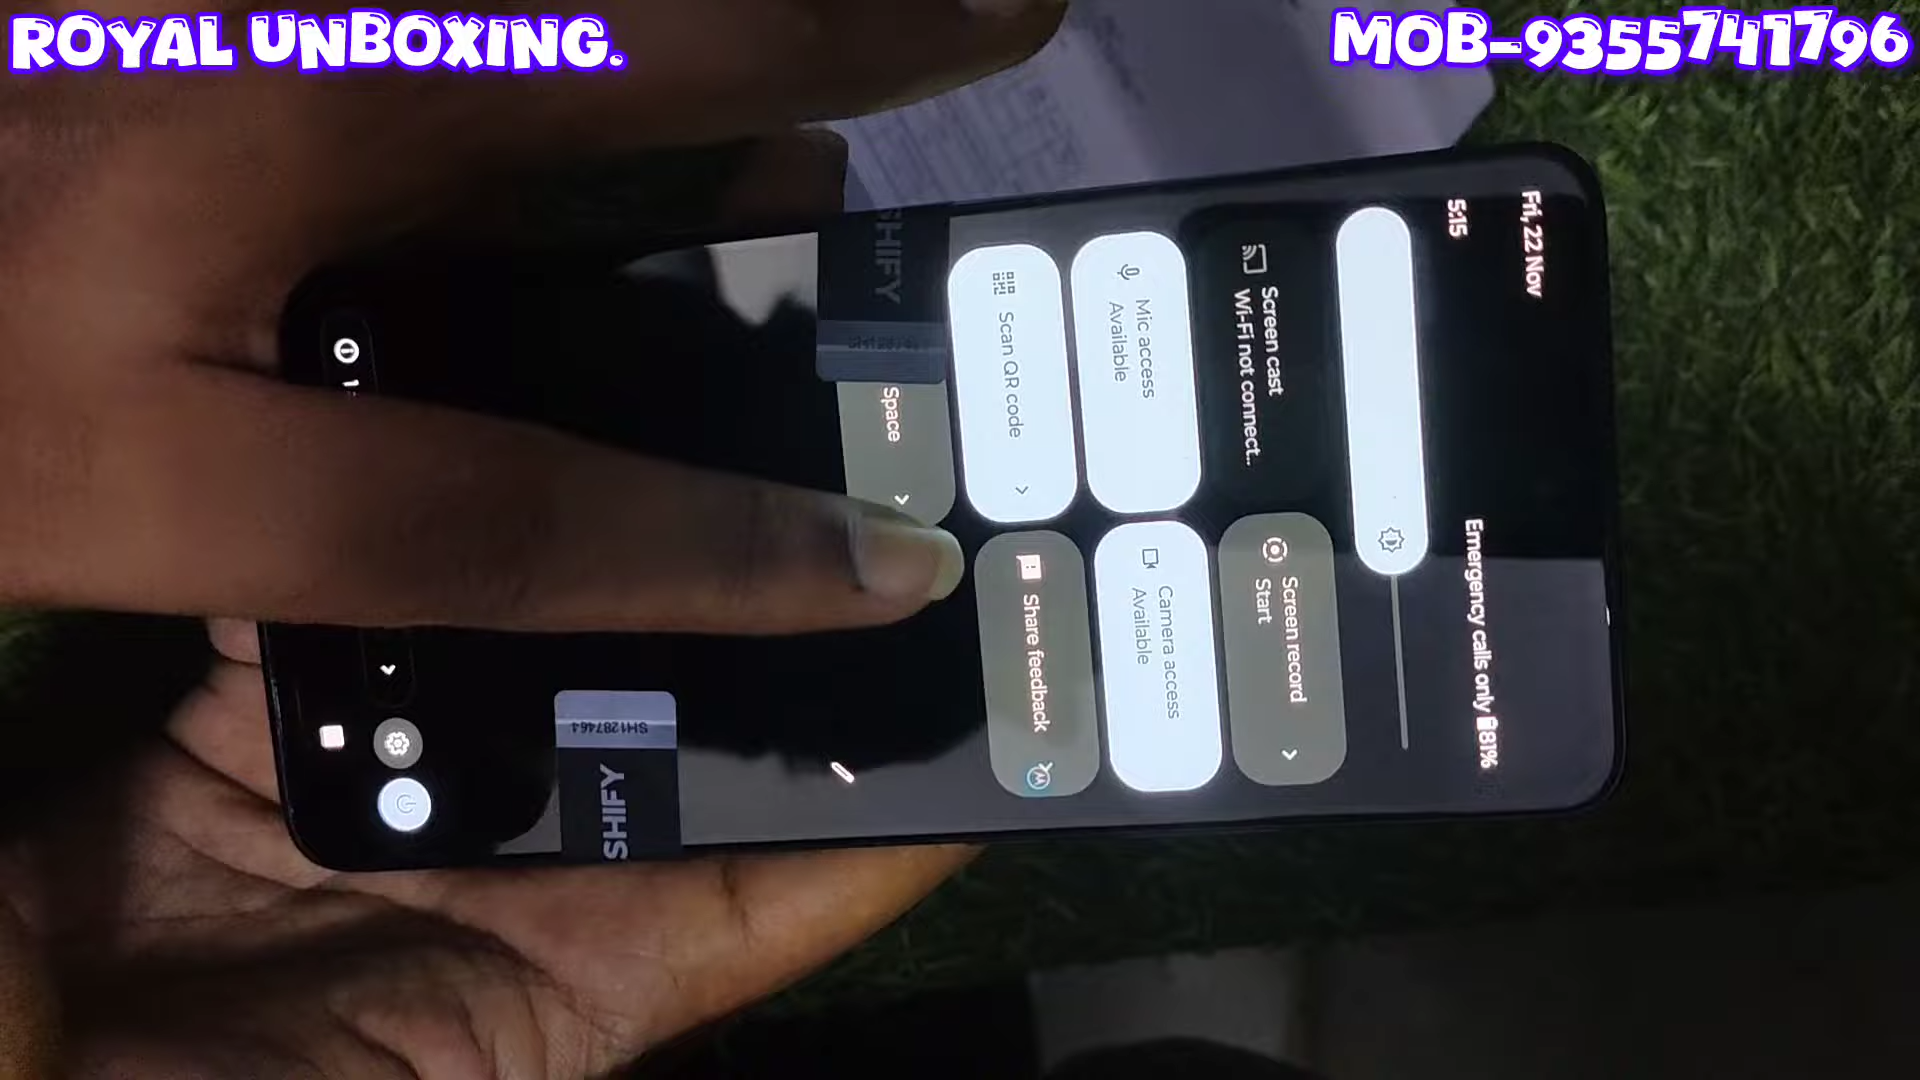 ROYAL UNBOXING.
MOB-9355741796
Fri, 22 Nov
5:15
Emergency calls only 81%
Screen cast
Wi-Fi not connect...
Screen record
Start
Mic access
Available
Camera access
Available
Scan QR code
Share feedback
Space
SHIFY
SH1287464
SHIFY